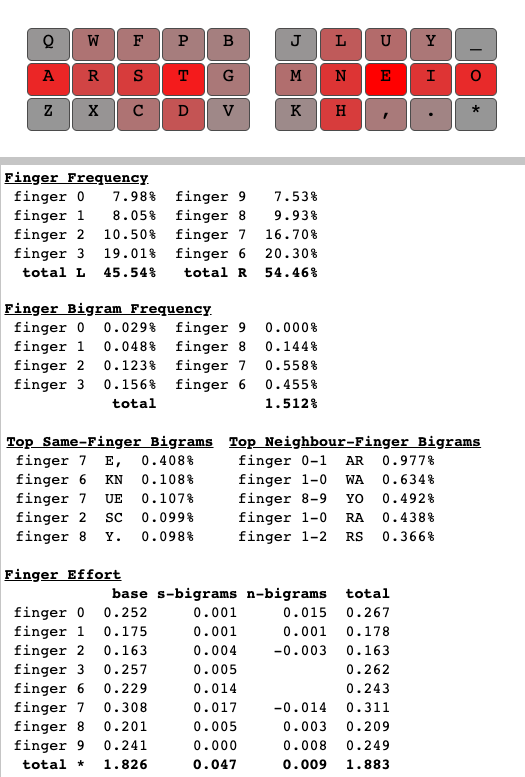 Q W F P B J L U Y _
A R S T G M N E I O
Z X C D V K H , . *
Finger Frequency
finger 0 7.98% finger 9 7.53%
finger 1 8.05% finger 8 9.93%
finger 2 10.50% finger 7 16.70%
finger 3 19.01% finger 6 20.30%
total L 45.54% total R 54.46%
Finger Bigram Frequency
finger 0 0.029% finger 9 0.000%
finger 1 0.048% finger 8 0.144%
finger 2 0.123% finger 7 0.558%
finger 3 0.156% finger 6 0.455%
total 1.512%
Top Same-Finger Bigrams Top Neighbour-Finger Bigrams
finger 7 E, 0.408% finger 0-1 AR 0.977%
finger 6 KN 0.108% finger 1-0 WA 0.634%
finger 7 UE 0.107% finger 8-9 YO 0.492%
finger 2 SC 0.099% finger 1-0 RA 0.438%
finger 8 Y. 0.098% finger 1-2 RS 0.366%
Finger Effort
base s-bigrams n-bigrams total
finger 0 0.252 0.001 0.015 0.267
finger 1 0.175 0.001 0.001 0.178
finger 2 0.163 0.004 -0.003 0.163
finger 3 0.257 0.005 0.262
finger 6 0.229 0.014 0.243
finger 7 0.308 0.017 -0.014 0.311
finger 8 0.201 0.005 0.003 0.209
finger 9 0.241 0.000 0.008 0.249
total * 1.826 0.047 0.009 1.883